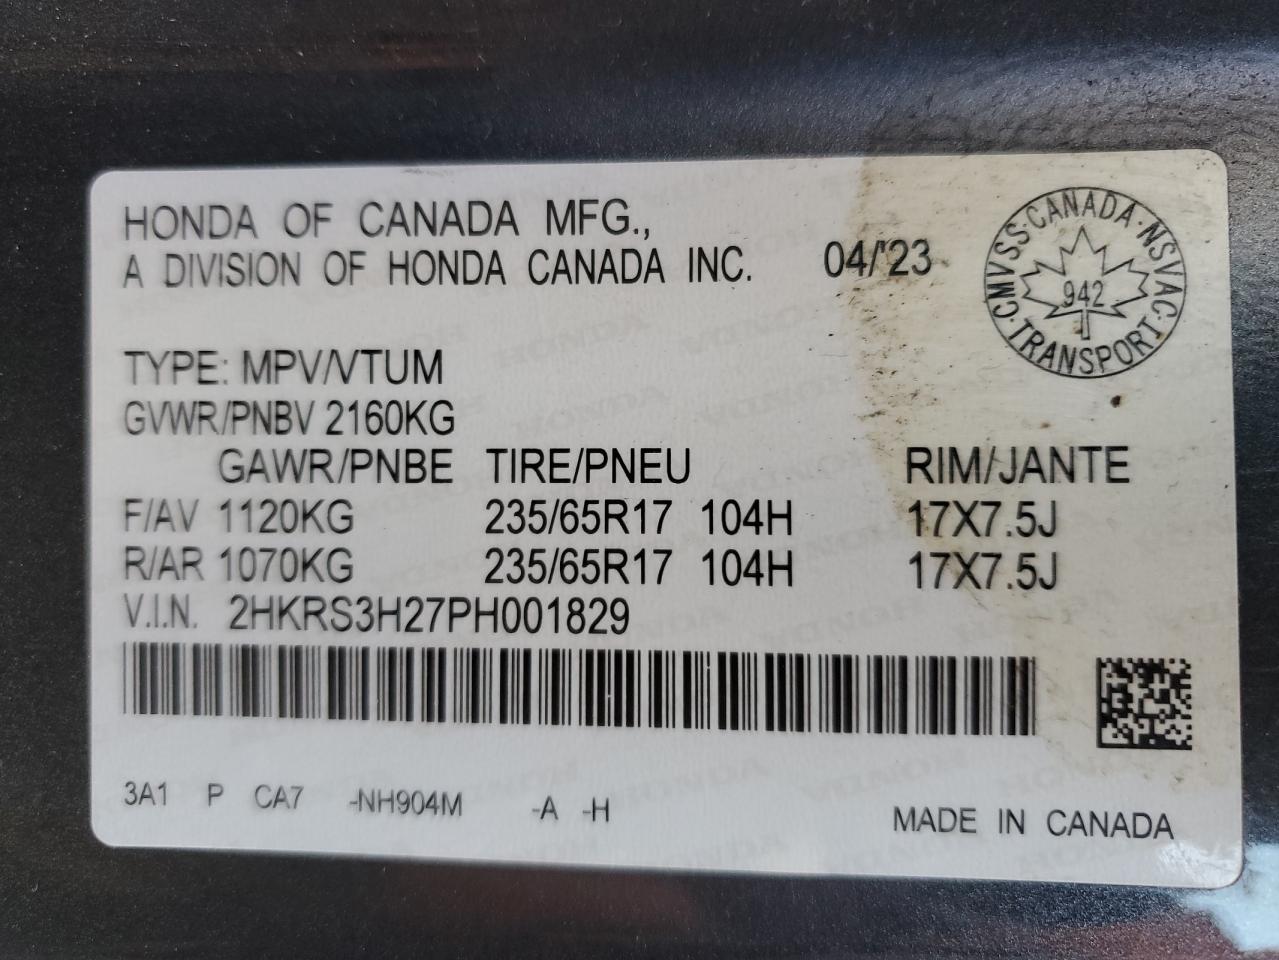 HONDA OF CANADA MFG.,
A DIVISION OF HONDA CANADA INC. 04/'23
CMVSS·CANADA·NSVAC·TRANSPORT
942
TYPE: MPV/VTUM
GVWR/PNBV 2160KG
GAWR/PNBE TIRE/PNEU RIM/JANTE
F/AV 1120KG 235/65R17 104H 17X7.5J
R/AR 1070KG 235/65R17 104H 17X7.5J
V.I.N. 2HKRS3H27PH001829
3A1 P CA7 -NH904M -A -H
MADE IN CANADA